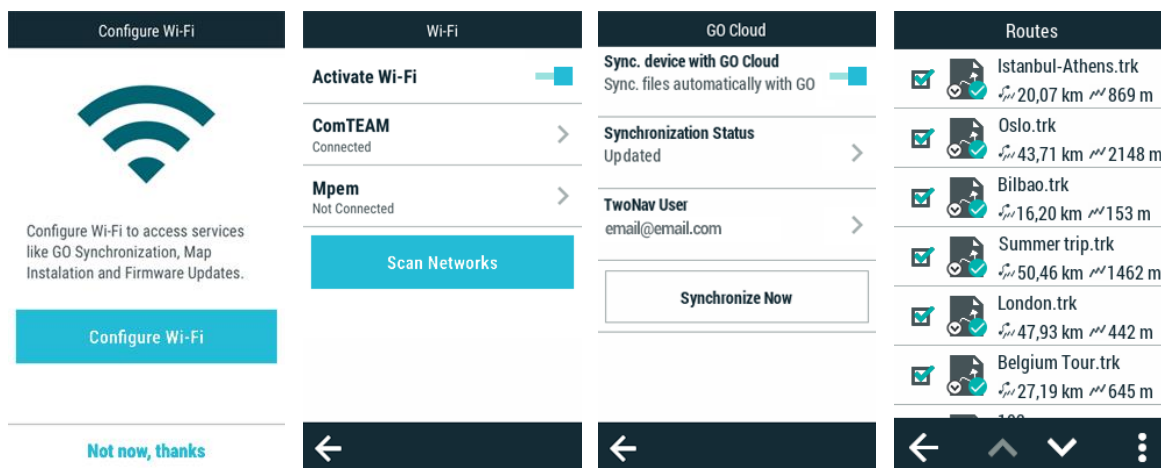 Configure Wi-Fi
Configure Wi-Fi to access services
like GO Synchronization, Map
Instalation and Firmware Updates.
Configure Wi-Fi
Not now, thanks
Wi-Fi
Activate Wi-Fi
ComTEAM
Connected
Mpem
Not Connected
Scan Networks
GO Cloud
Sync. device with GO Cloud
Sync. files automatically with GO
Synchronization Status
Updated
TwoNav User
email@email.com
Synchronize Now
Routes
Istanbul-Athens.trk
20,07 km 869 m
Oslo.trk
43,71 km 2148 m
Bilbao.trk
16,20 km 153 m
Summer trip.trk
50,46 km 1462 m
London.trk
47,93 km 442 m
Belgium Tour.trk
27,19 km 645 m